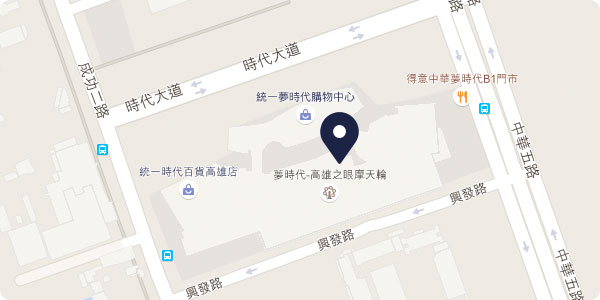 路
路
成功二路
時代大道
時代大道
得意中華夢時代B1門市
統一夢時代購物中心
中華五路
統一時代百貨高雄店
夢時代-高雄之眼摩天輪
興發路
興發路
興發路
中華五路